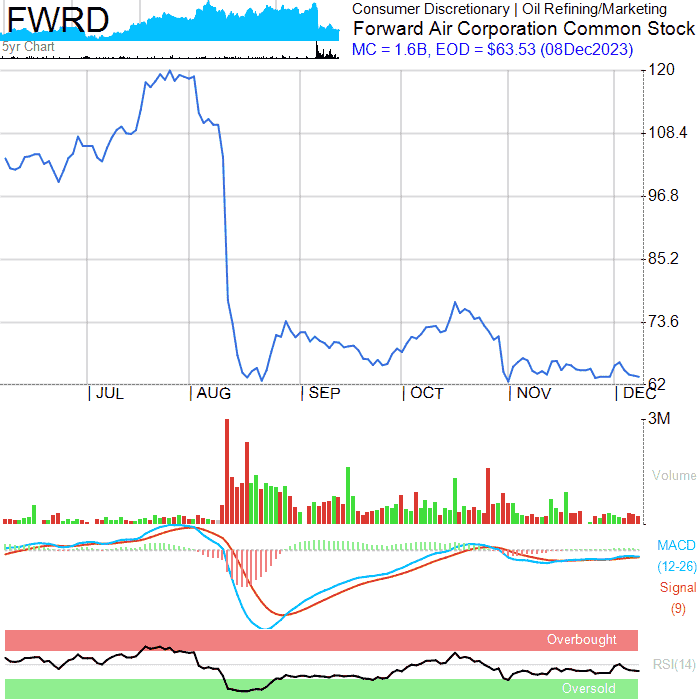 FWRD
5yr Chart
Consumer Discretionary | Oil Refining/Marketing
Forward Air Corporation Common Stock
MC = 1.6B, EOD = $63.53 (08Dec2023)
120
108.4
96.8
85.2
73.6
62
JUL
AUG
SEP
OCT
NOV
DEC
3M
Volume
MACD
(12-26)
Signal
(9)
Overbought
RSI(14)
Oversold